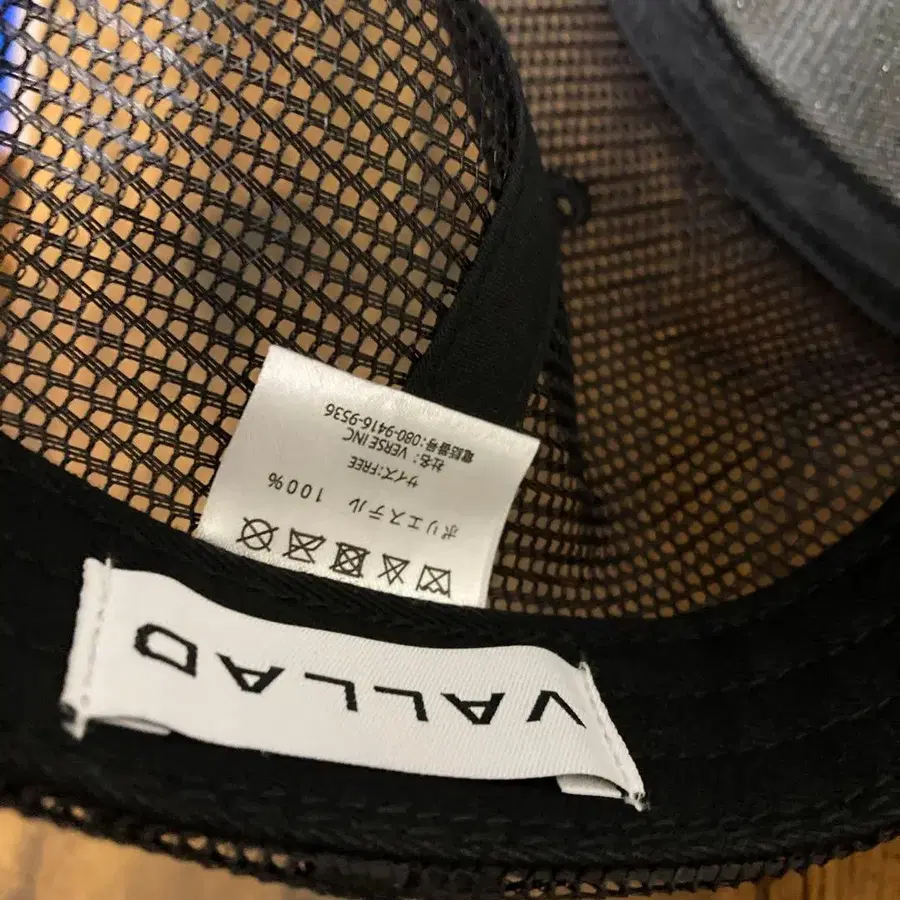 VALLAD
ポリエステル 100%
サイズ:FREE
社名: VERSE INC
電話番号:080-9416-9536